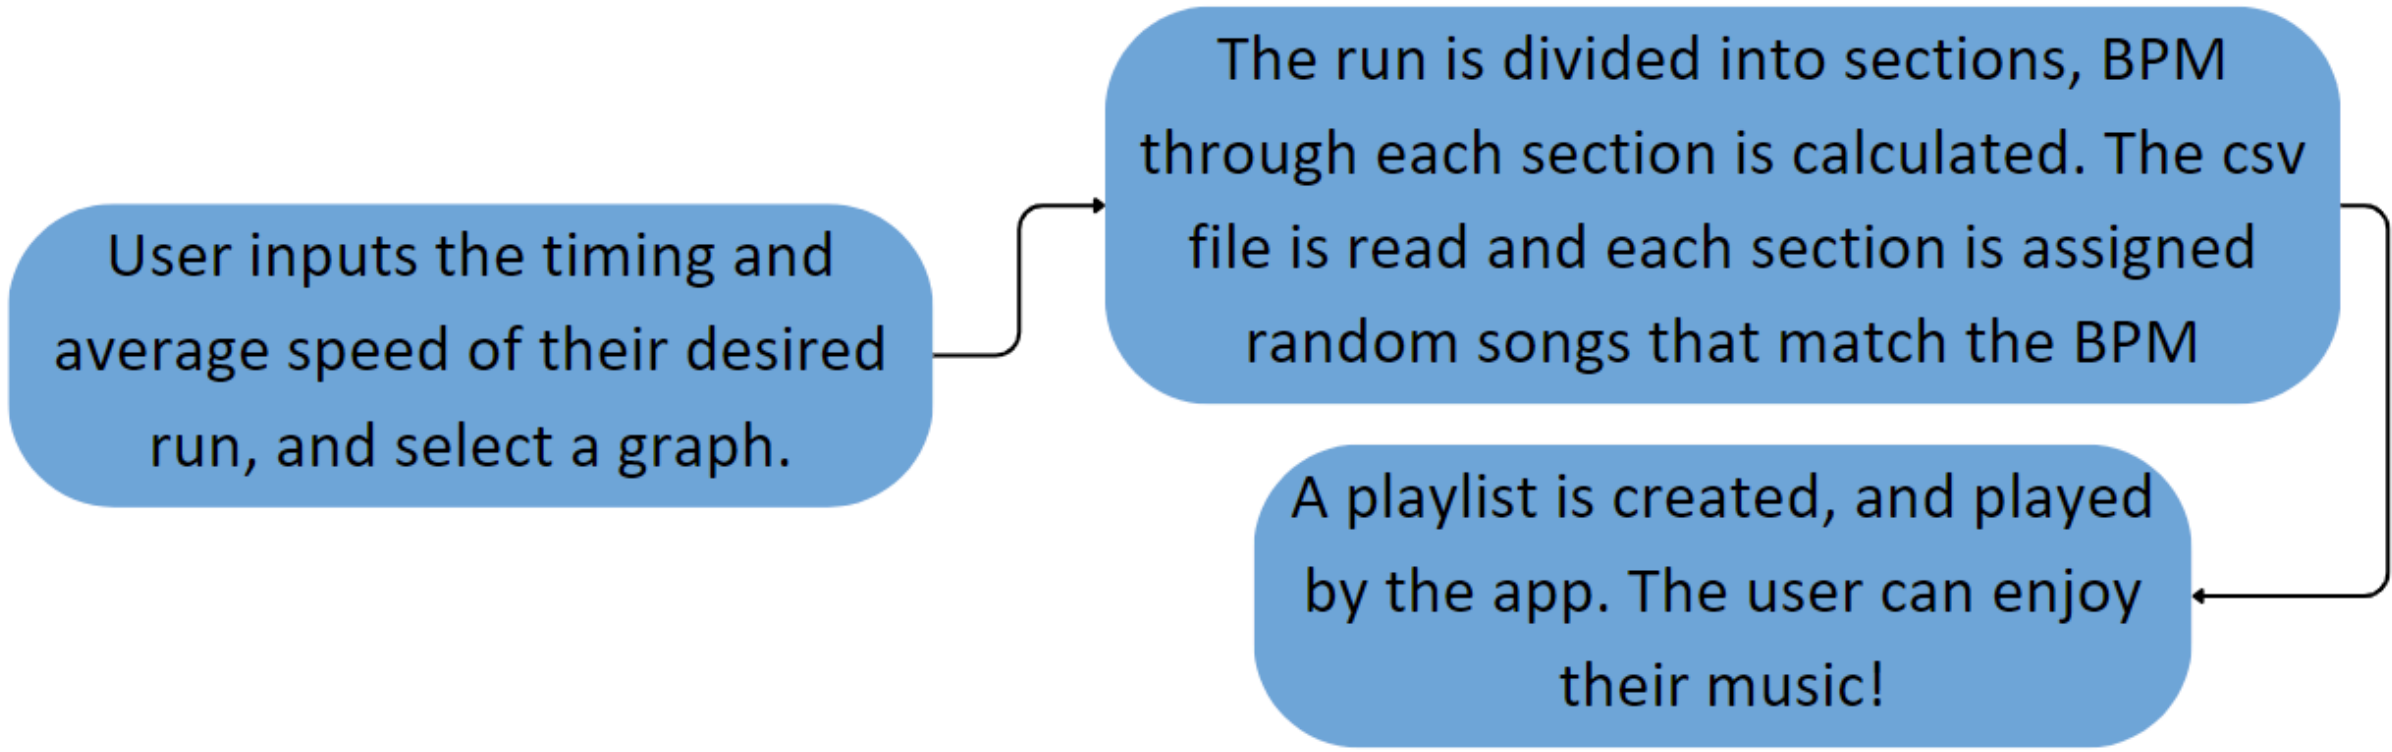 User inputs the timing and
average speed of their desired
run, and select a graph.
The run is divided into sections, BPM
through each section is calculated. The csv
file is read and each section is assigned
random songs that match the BPM
A playlist is created, and played
by the app. The user can enjoy
their music!